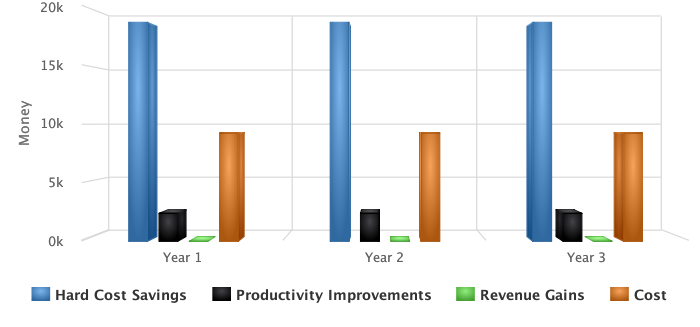 20k
15k
10k
5k
0k
Money
Year 1 Year 2 Year 3
Hard Cost Savings Productivity Improvements Revenue Gains Cost